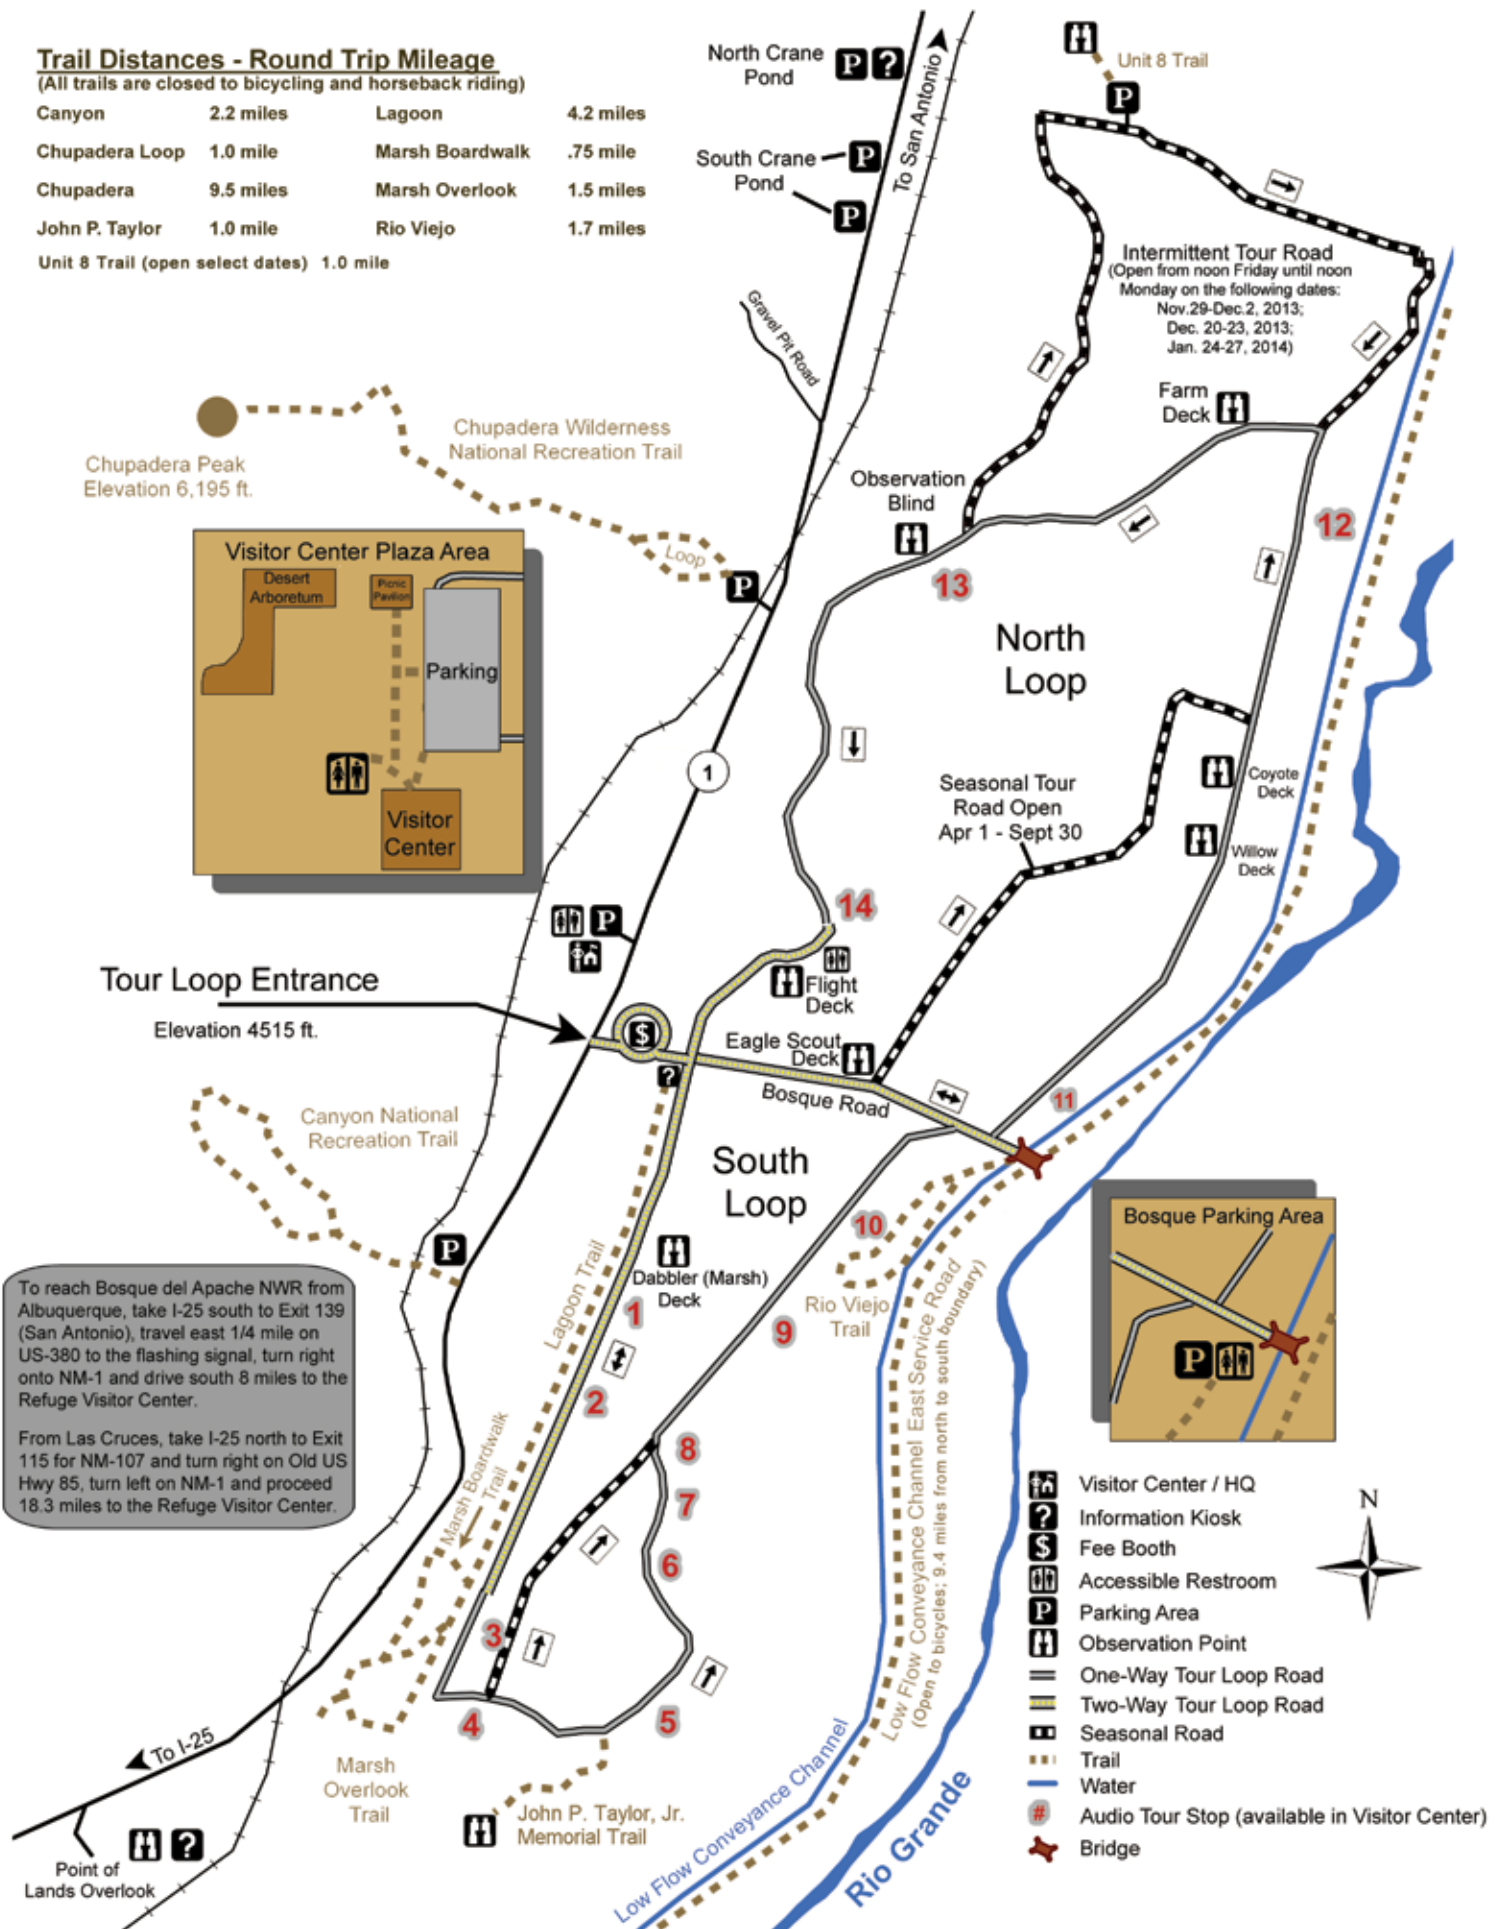 Trail Distances - Round Trip Mileage
(All trails are closed to bicycling and horseback riding)
Canyon 2.2 miles Lagoon 4.2 miles
Chupadera Loop 1.0 mile Marsh Boardwalk .75 mile
Chupadera 9.5 miles Marsh Overlook 1.5 miles
John P. Taylor 1.0 mile Rio Viejo 1.7 miles
Unit 8 Trail (open select dates) 1.0 mile
North Crane
Pond
P ?
South Crane
Pond
P
P
To San Antonio
Unit 8 Trail
P
Intermittent Tour Road
(Open from noon Friday until noon
Monday on the following dates:
Nov.29-Dec.2, 2013;
Dec. 20-23, 2013;
Jan. 24-27, 2014)
Gravel Pit Road
Farm
Deck
Chupadera Wilderness
National Recreation Trail
Chupadera Peak
Elevation 6,195 ft.
Loop
P
Observation
Blind
12
13
North
Loop
Visitor Center Plaza Area
Desert
Arboretum
Picnic
Pavilion
Parking
Visitor
Center
1
Seasonal Tour
Road Open
Apr 1 - Sept 30
Coyote
Deck
Willow
Deck
14
P
Flight
Deck
Tour Loop Entrance
Elevation 4515 ft.
$
?
Eagle Scout
Deck
Bosque Road
11
Canyon National
Recreation Trail
P
South
Loop
10
Bosque Parking Area
P
Lagoon Trail
Dabbler (Marsh)
Deck
1
Rio Viejo
Trail
9
2
To reach Bosque del Apache NWR from
Albuquerque, take I-25 south to Exit 139
(San Antonio), travel east 1/4 mile on
US-380 to the flashing signal, turn right
onto NM-1 and drive south 8 miles to the
Refuge Visitor Center.
From Las Cruces, take I-25 north to Exit
115 for NM-107 and turn right on Old US
Hwy 85, turn left on NM-1 and proceed
18.3 miles to the Refuge Visitor Center.
Marsh Boardwalk
Trail
8
7
6
3
4
5
Low Flow Conveyance Channel East Service Road
(Open to bicycles; 9.4 miles from north to south boundary)
To I-25
Marsh
Overlook
Trail
John P. Taylor, Jr.
Memorial Trail
Point of
Lands Overlook
?
Low Flow Conveyance Channel
Rio Grande
Visitor Center / HQ
? Information Kiosk
$ Fee Booth
Accessible Restroom
P Parking Area
Observation Point
One-Way Tour Loop Road
Two-Way Tour Loop Road
Seasonal Road
Trail
Water
# Audio Tour Stop (available in Visitor Center)
Bridge
N